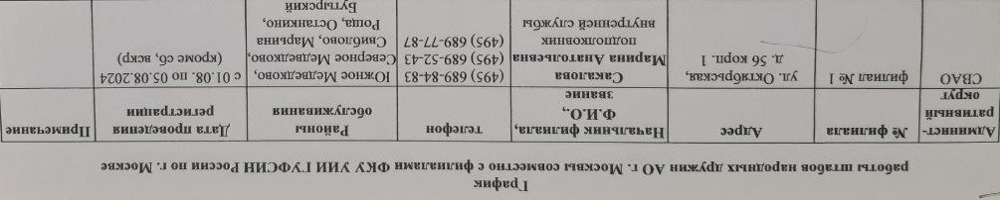 График
работы штабов народных дружин АО г. Москвы совместно с филиалами ФКУ УИИ ГУФСИН России по г. Москве
Админист-
ративный
округ
№ филиала
Адрес
Начальник филиала,
Ф.И.О.,
звание
телефон
Районы
обслуживания
Дата проведения
регистрации
Примечание
СВАО
филиал № 1
ул. Октябрьская,
д. 56 корп. 1
Сакалова
Марина Анатольевна
подполковник
внутренней службы
(495) 689-84-83
(495) 689-52-43
(495) 689-77-87
Южное Медведково,
Северное Медведково,
Свиблово, Марьина
Роща, Останкино,
Бутырский
с 01.08. по 05.08.2024
(кроме сб, вскр)